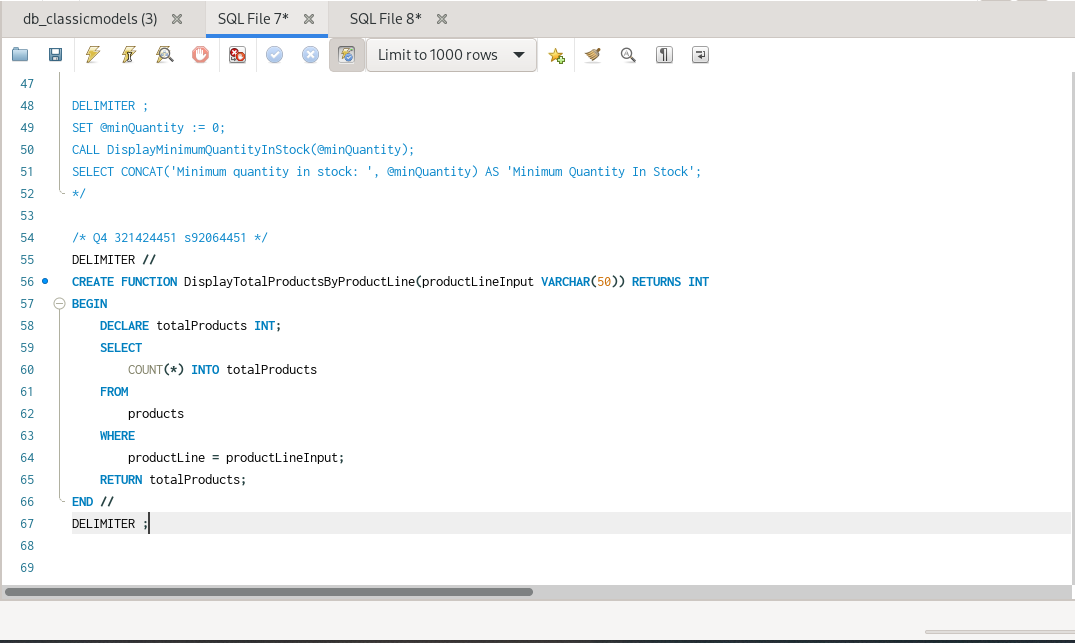 db_classicmodels (3)
SQL File 7*
SQL File 8*
Limit to 1000 rows
47
48 DELIMITER ;
49 SET @minQuantity := 0;
50 CALL DisplayMinimumQuantityInStock(@minQuantity);
51 SELECT CONCAT('Minimum quantity in stock: ', @minQuantity) AS 'Minimum Quantity In Stock';
52 */
53
54 /* Q4 321424451 s92064451 */
55 DELIMITER //
56 CREATE FUNCTION DisplayTotalProductsByProductLine(productLineInput VARCHAR(50)) RETURNS INT
57 BEGIN
58 DECLARE totalProducts INT;
59 SELECT
60 COUNT(*) INTO totalProducts
61 FROM
62 products
63 WHERE
64 productLine = productLineInput;
65 RETURN totalProducts;
66 END //
67 DELIMITER ;
68
69